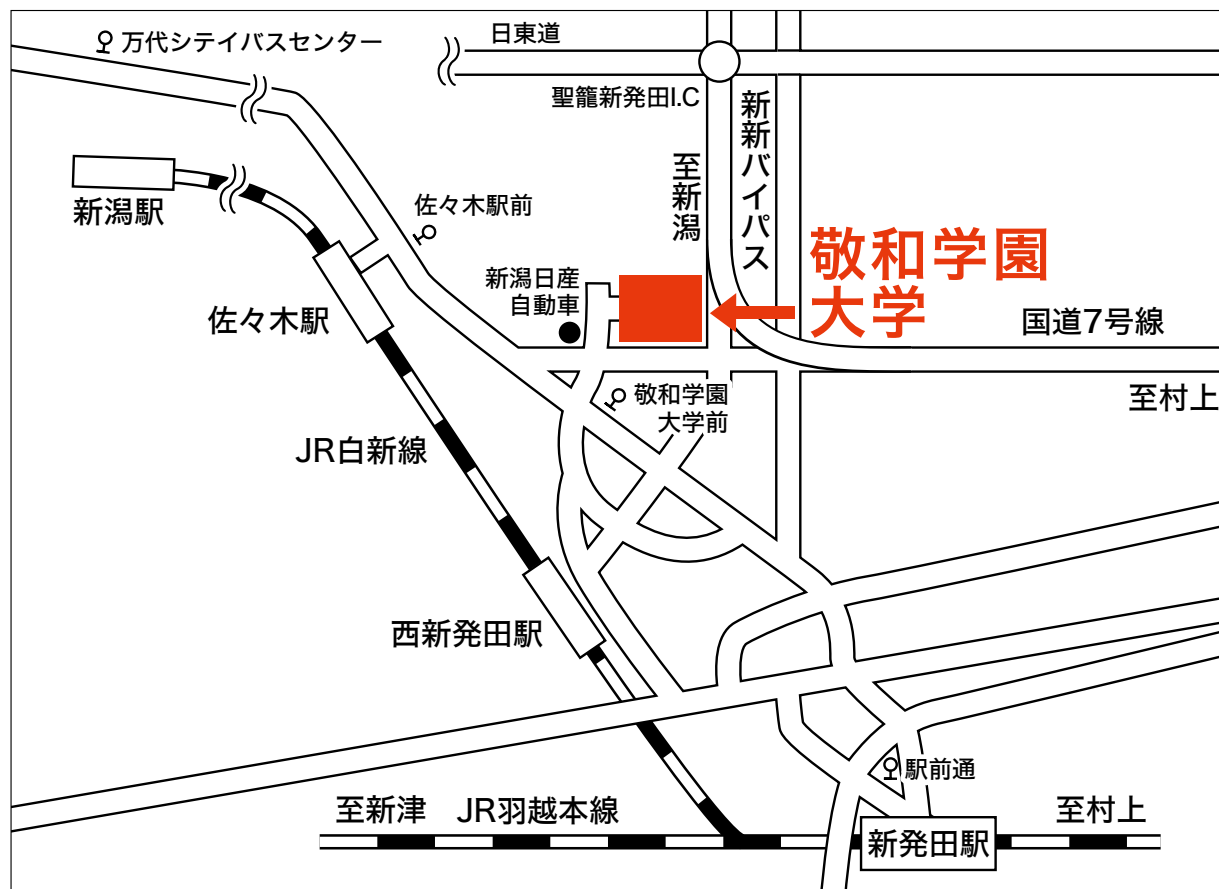 万代シテイバスセンター
日東道
聖籠新発田I.C
新新バイパス
至新潟
新潟駅
佐々木駅前
敬和学園
大学
新潟日産
自動車
佐々木駅
国道7号線
至村上
敬和学園
大学前
JR白新線
西新発田駅
駅前通
至新津
JR羽越本線
至村上
新発田駅